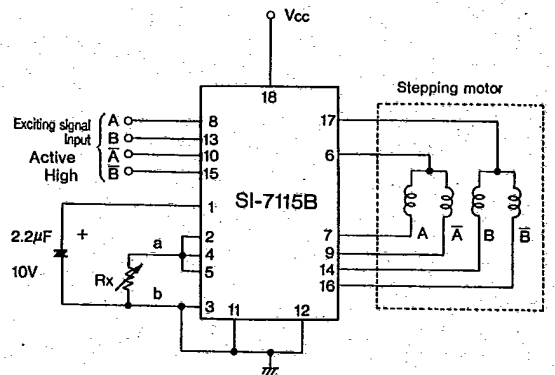 Vcc
18
Stepping motor
Exciting signal
Input
Active
High
A
B
A̅
B̅
8
13
10
15
SI-7115B
17
6
7
9
14
16
A
A̅
B
B̅
1
2
4
5
3
11
12
2.2μF
+
10V
Rx
a
b